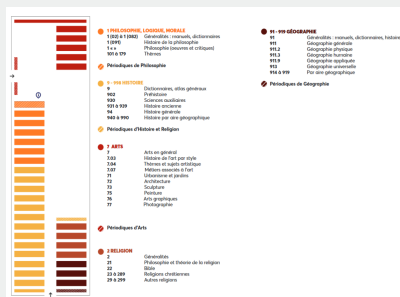 1 PHILOSOPHIE, LOGIQUE, MORALE
1 (02) & 1 (062) Généralités : manuels, dictionnaires
1 (091) Histoire de la philosophie
1 « » Philosophie (oeuvres et critiques)
101 à 179 Thèmes
Périodiques de Philosophie
9 - 998 HISTOIRE
9 Dictionnaires, atlas généraux
902 Préhistoire
930 Sciences auxiliaires
931 à 939 Histoire ancienne
94 Histoire générale
940 à 990 Histoire par aire géographique
Périodiques d'Histoire et Religion
7 ARTS
7 Arts en général
7.03 Histoire de l'art par style
7.04 Thèmes et sujets artistique
7.07 Métiers associés à l'art
71 Urbanisme et jardins
72 Architecture
73 Sculpture
75 Peinture
76 Arts graphiques
77 Photographie
Périodiques d'Arts
2 RELIGION
2 Généralités
21 Philosophie et théorie de la religion
22 Bible
23 à 289 Religions chrétiennes
29 à 299 Autres religions
91 - 919 GÉOGRAPHIE
91 Généralités : manuels, dictionnaires, histoire
911 Géographie générale
911.2 Géographie physique
911.3 Géographie humaine
911.9 Géographie appliquée
913 Géographie universelle
914 à 919 Par aire géographique
Périodiques de Géographie